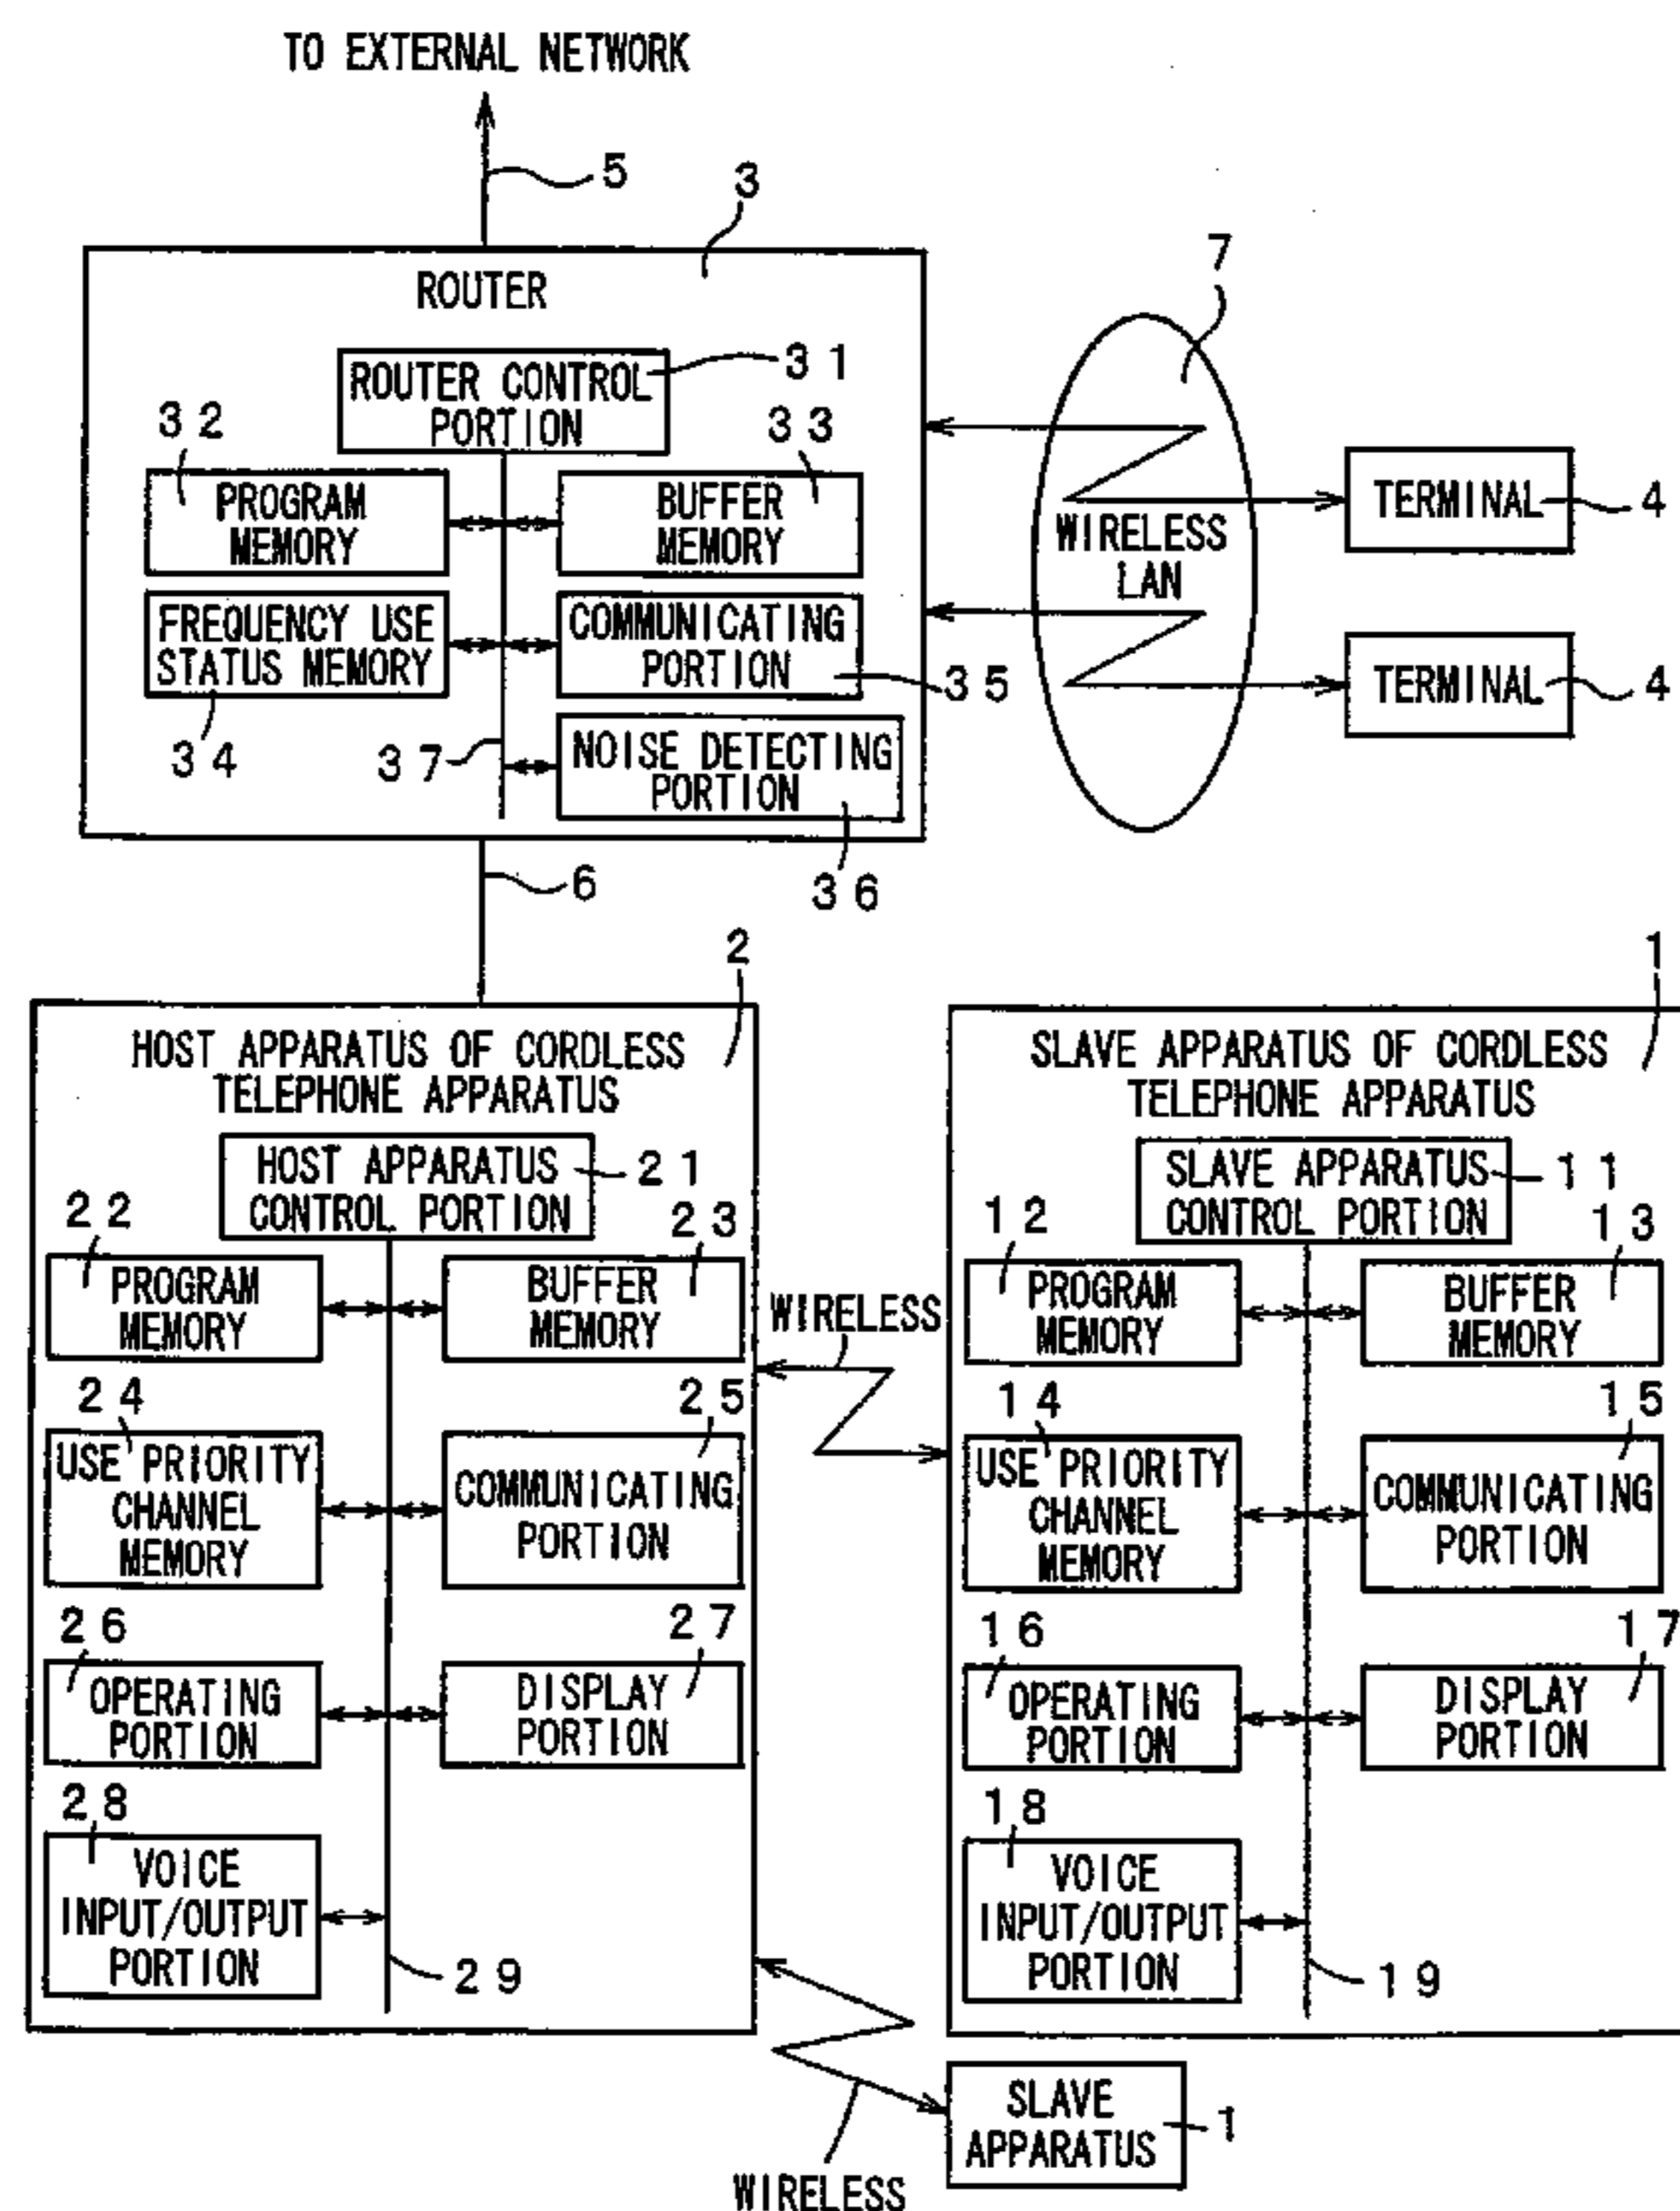 TO EXTERNAL NETWORK
5
3
ROUTER
7
ROUTER CONTROL
PORTION
31
32
33
PROGRAM
MEMORY
BUFFER
MEMORY
TERMINAL
4
WIRELESS
LAN
FREQUENCY USE
STATUS MEMORY
COMMUNICATING
PORTION
35
TERMINAL
4
34
37
NOISE DETECTING
PORTION
36
6
2
1
HOST APPARATUS OF CORDLESS
TELEPHONE APPARATUS
HOST APPARATUS
CONTROL PORTION
21
22
23
PROGRAM
MEMORY
BUFFER
MEMORY
WIRELESS
24
25
USE PRIORITY
CHANNEL
MEMORY
COMMUNICATING
PORTION
26
27
OPERATING
PORTION
DISPLAY
PORTION
28
VOICE
INPUT/OUTPUT
PORTION
29
SLAVE APPARATUS OF CORDLESS
TELEPHONE APPARATUS
SLAVE APPARATUS
CONTROL PORTION
11
12
13
PROGRAM
MEMORY
BUFFER
MEMORY
14
15
USE PRIORITY
CHANNEL
MEMORY
COMMUNICATING
PORTION
16
17
OPERATING
PORTION
DISPLAY
PORTION
18
VOICE
INPUT/OUTPUT
PORTION
19
SLAVE
APPARATUS
1
WIRELESS